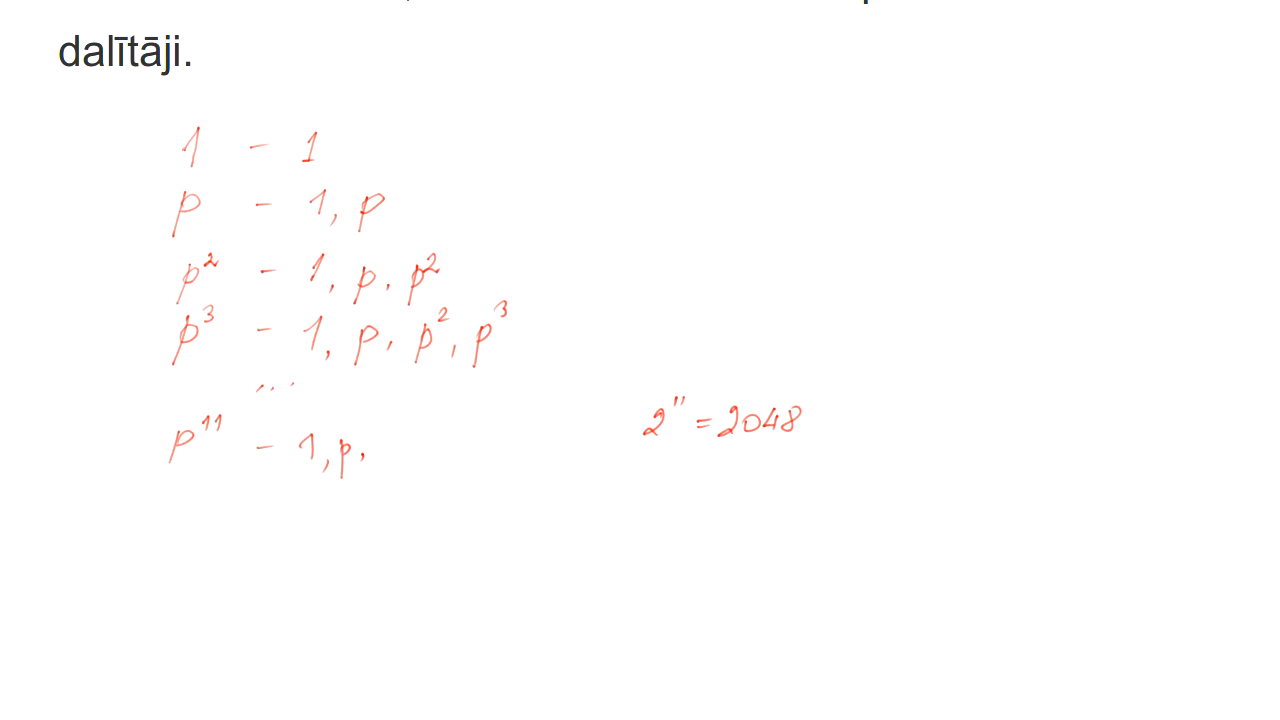 dalītāji.
1 - 1
p - 1, p
p² - 1, p, p²
p³ - 1, p, p², p³
...
p¹¹ - 1, p,
2¹¹ = 2048